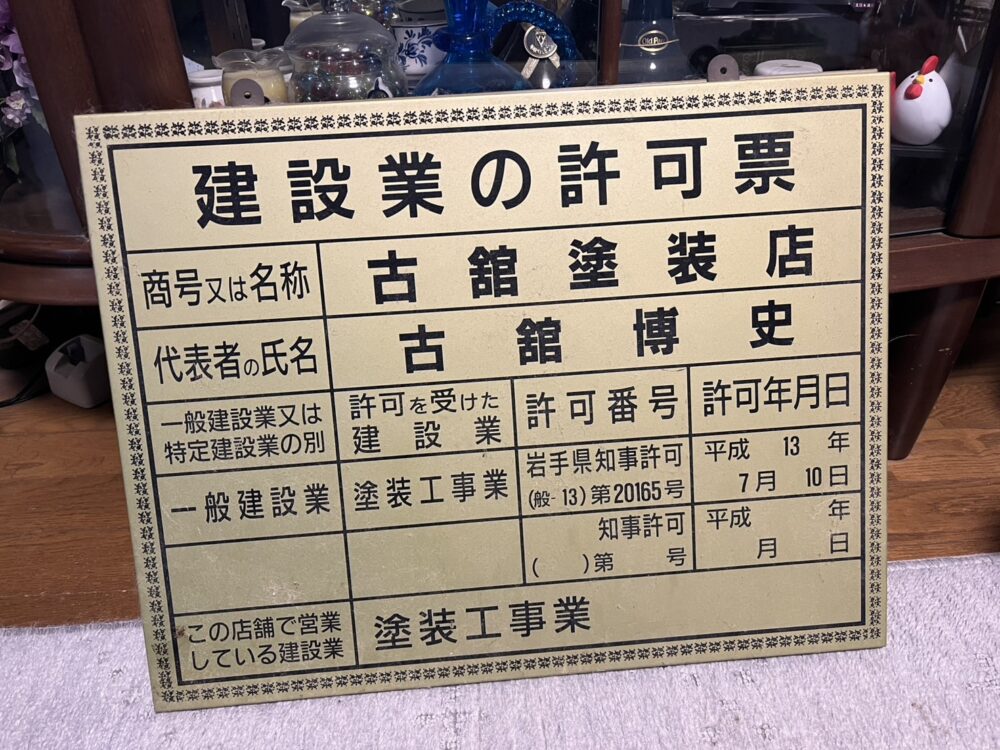 建設業の許可票
商号又は名称
古舘塗装店
代表者の氏名
古舘博史
一般建設業又は
特定建設業の別
許可を受けた
建設業
許可番号
許可年月日
一般建設業
塗装工事業
岩手県知事許可
(般-13)第20165号
平成 13 年
7月 10日
知事許可
( )第 号
平成 年
月 日
この店舗で営業
している建設業
塗装工事業
Old Parr